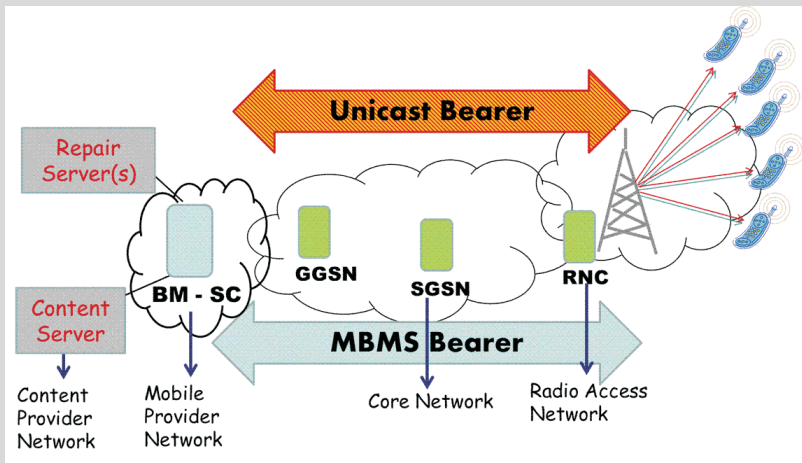 Unicast Bearer
Repair
Server(s)
GGSN
SGSN
RNC
BM - SC
Content
Server
MBMS Bearer
Content
Provider
Network
Mobile
Provider
Network
Core Network
Radio Access
Network